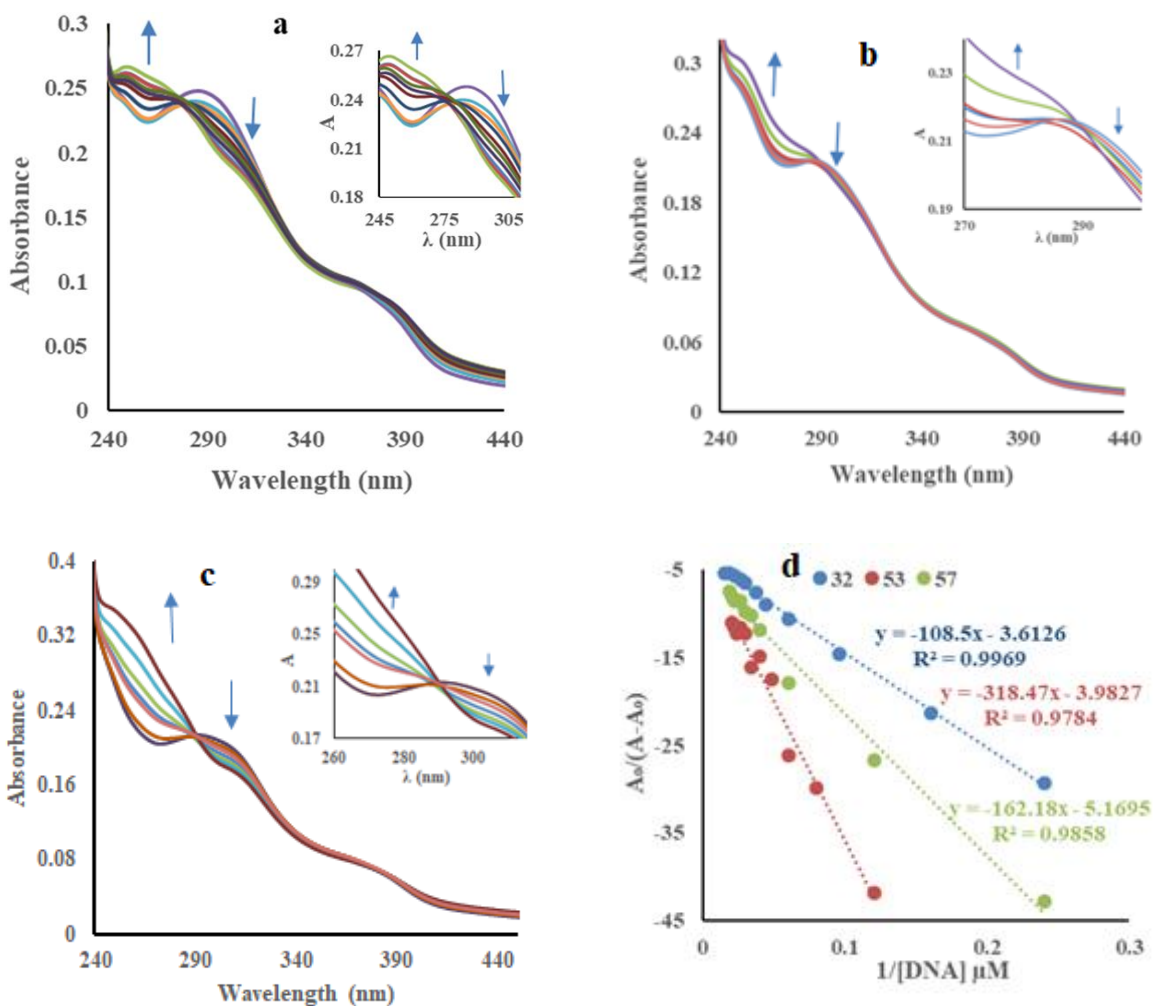 a
0.3
0.25
0.2
0.15
0.1
0.05
0
Absorbance
240 290 340 390 440
Wavelength (nm)
0.27
0.24
0.21
0.18
A
245 275 305
λ (nm)
b
0.3
0.24
0.18
0.12
0.06
0
Absorbance
240 290 340 390 440
Wavelength (nm)
0.23
0.21
0.19
A
270 290
λ (nm)
c
0.4
0.32
0.24
0.16
0.08
0
Absorbance
240 290 340 390 440
Wavelength (nm)
0.29
0.25
0.21
0.17
A
260 280 300
λ (nm)
d
32 53 57
-5
-15
-25
-35
-45
A₀/(A-A₀)
y = -108.5x - 3.6126
R² = 0.9969
y = -318.47x - 3.9827
R² = 0.9784
y = -162.18x - 5.1695
R² = 0.9858
0 0.1 0.2 0.3
1/[DNA] µM